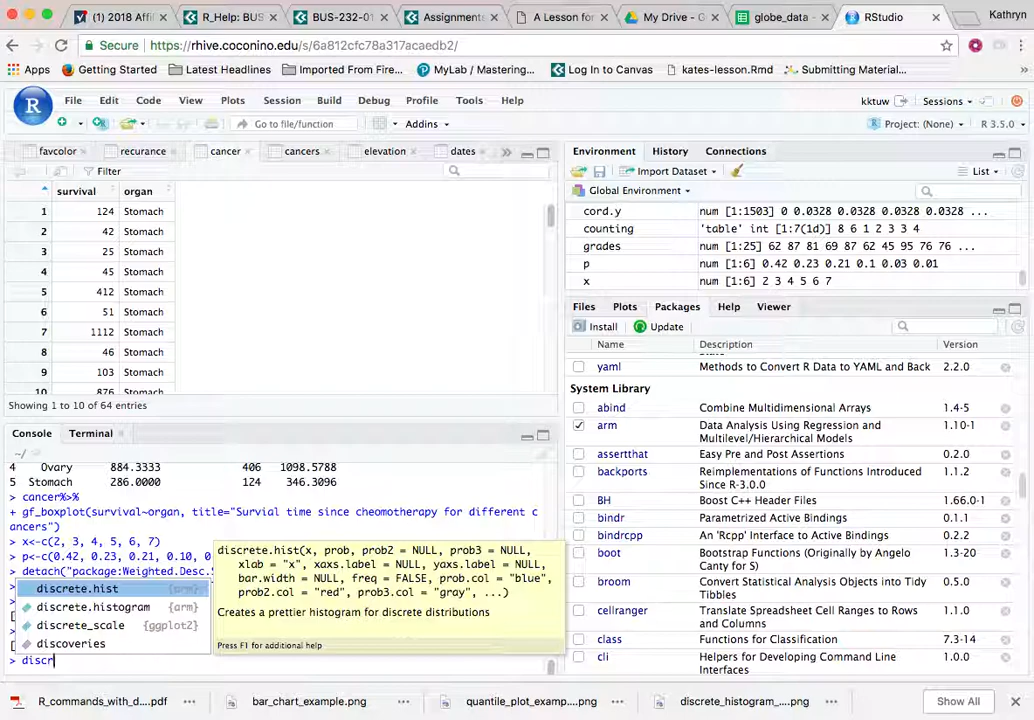 (1) 2018 Affil
R_Help: BUS
BUS-232-01
Assignment
A Lesson for
My Drive - G
globe_data
RStudio
Kathryn
Secure
https://rhive.coconino.edu/s/6a812cfc78a317acaedb2/
Apps
Getting Started
Latest Headlines
Imported From Fire...
MyLab / Mastering...
Log In to Canvas
kates-lesson.Rmd
Submitting Material...
R File Edit Code View Plots Session Build Debug Profile Tools Help
kktuw Sessions
Go to file/function
Addins
Project: (None)
R 3.5.0
favcolor
recurance
cancer
cancers
elevation
dates
Filter
survival organ
1 124 Stomach
2 42 Stomach
3 25 Stomach
4 45 Stomach
5 412 Stomach
6 51 Stomach
7 1112 Stomach
8 46 Stomach
9 103 Stomach
10 876 Stomach
Showing 1 to 10 of 64 entries
Console Terminal
~/
4 Ovary 884.3333 406 1098.5788
5 Stomach 286.0000 124 346.3096
> cancer%>%
+ gf_boxplot(survival~organ, title="Survial time since cheomotherapy for different c
ancers")
> x<-c(2, 3, 4, 5, 6, 7)
> p<-c(0.42, 0.23, 0.21, 0.10, 0
> detach("package:Weighted.Desc.S
discrete.hist {arm}
discrete.histogram {arm}
discrete_scale {ggplot2}
discoveries
> discr
discrete.hist(x, prob, prob2 = NULL, prob3 = NULL,
xlab = "x", xaxs.label = NULL, yaxs.label = NULL,
bar.width = NULL, freq = FALSE, prob.col = "blue",
prob2.col = "red", prob3.col = "gray", ...)
Creates a prettier histogram for discrete distributions
Press F1 for additional help
Environment History Connections
Import Dataset
List
Global Environment
cord.y num [1:1503] 0 0.0328 0.0328 0.0328 0.0328 ...
counting 'table' int [1:7(1d)] 8 6 1 2 3 3 4
grades num [1:25] 62 87 81 69 87 62 45 95 76 76 ...
p num [1:6] 0.42 0.23 0.21 0.1 0.03 0.01
x num [1:6] 2 3 4 5 6 7
Files Plots Packages Help Viewer
Install Update
Name Description Version
yaml Methods to Convert R Data to YAML and Back 2.2.0
System Library
abind Combine Multidimensional Arrays 1.4-5
arm Data Analysis Using Regression and 1.10-1
Multilevel/Hierarchical Models
assertthat Easy Pre and Post Assertions 0.2.0
backports Reimplementations of Functions Introduced 1.1.2
Since R-3.0.0
BH Boost C++ Header Files 1.66.0-1
bindr Parametrized Active Bindings 0.1.1
bindrcpp An 'Rcpp' Interface to Active Bindings 0.2.2
boot Bootstrap Functions (Originally by Angelo 1.3-20
Canty for S)
broom Convert Statistical Analysis Objects into Tidy 0.5.0
Tibbles
cellranger Translate Spreadsheet Cell Ranges to Rows 1.1.0
and Columns
class Functions for Classification 7.3-14
cli Helpers for Developing Command Line 1.0.0
Interfaces
R_commands_with_d....pdf
bar_chart_example.png
quantile_plot_examp....png
discrete_histogram_....png
Show All